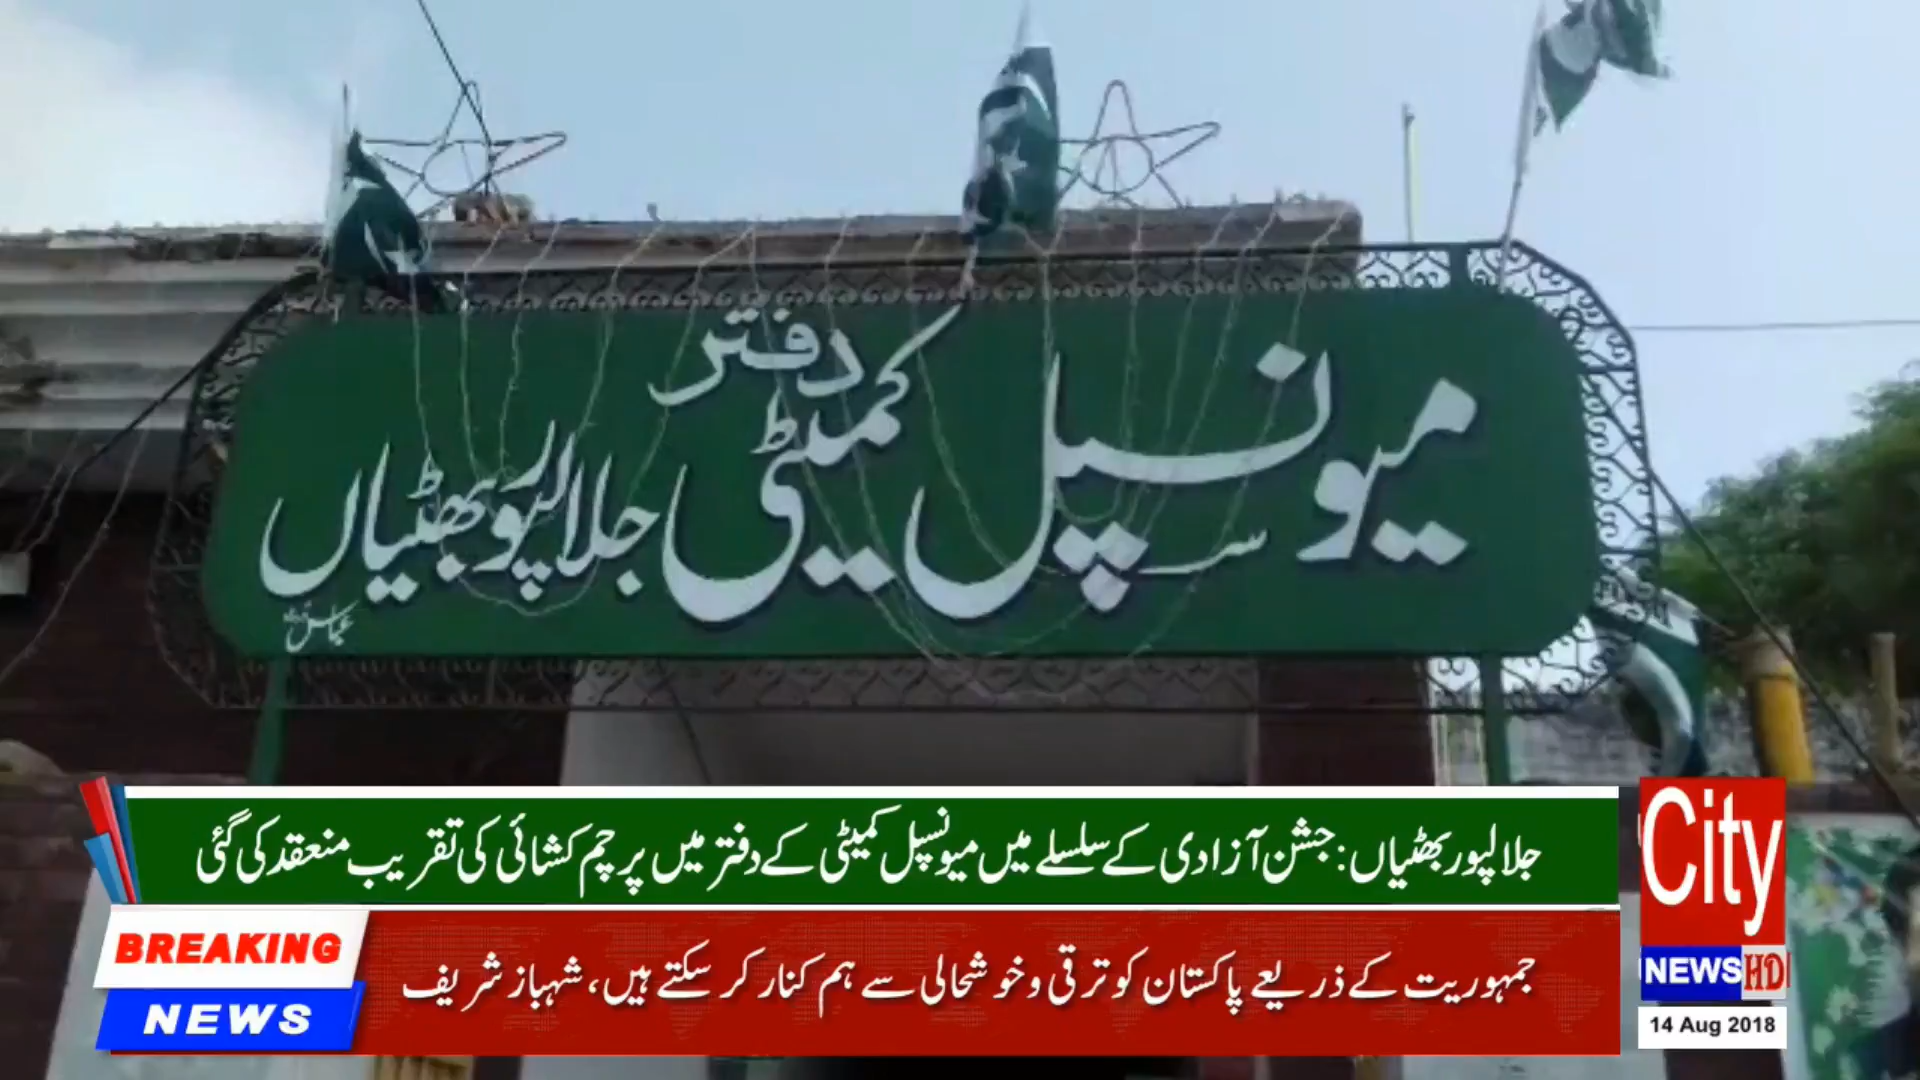 دفتر
میونسپل کمیٹی جلالپور بھٹیاں
عباس
جلالپور بھٹیاں: جشن آزادی کے سلسلے میں میونسپل کمیٹی کے دفتر میں پرچم کشائی کی تقریب منعقد کی گئی
BREAKING
NEWS
جمہوریت کے ذریعے پاکستان کو ترقی و خوشحالی سے ہم کنار کر سکتے ہیں، شہباز شریف
City
NEWS HD
14 Aug 2018